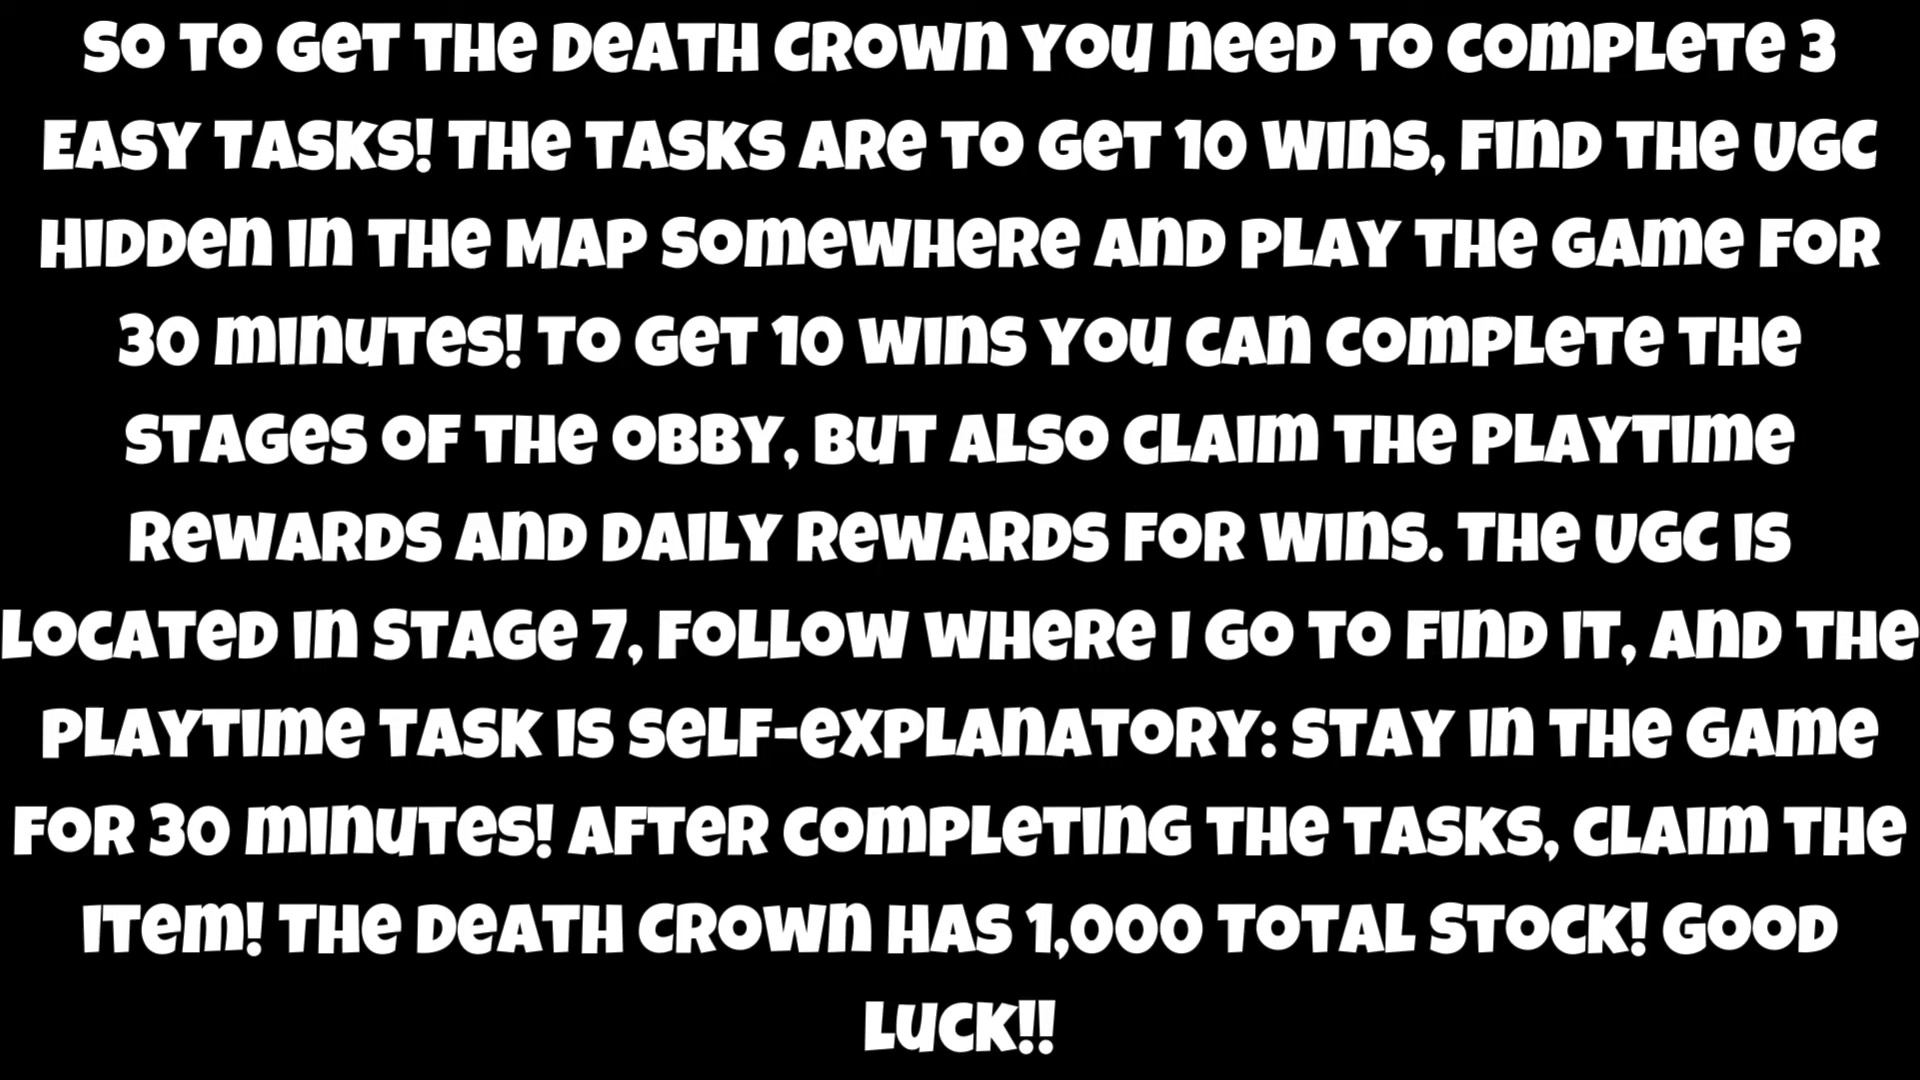 SO TO GET THE DEATH CROWN YOU NEED TO COMPLETE 3
EASY TASKS! THE TASKS ARE TO GET 10 WINS, FIND THE UGC
HIDDEN IN THE MAP SOMEWHERE AND PLAY THE GAME FOR
30 MINUTES! TO GET 10 WINS YOU CAN COMPLETE THE
STAGES OF THE OBBY, BUT ALSO CLAIM THE PLAYTIME
REWARDS AND DAILY REWARDS FOR WINS. THE UGC IS
LOCATED IN STAGE 7, FOLLOW WHERE I GO TO FIND IT, AND THE
PLAYTIME TASK IS SELF-EXPLANATORY: STAY IN THE GAME
FOR 30 MINUTES! AFTER COMPLETING THE TASKS, CLAIM THE
ITEM! THE DEATH CROWN HAS 1,000 TOTAL STOCK! GOOD
LUCK!!